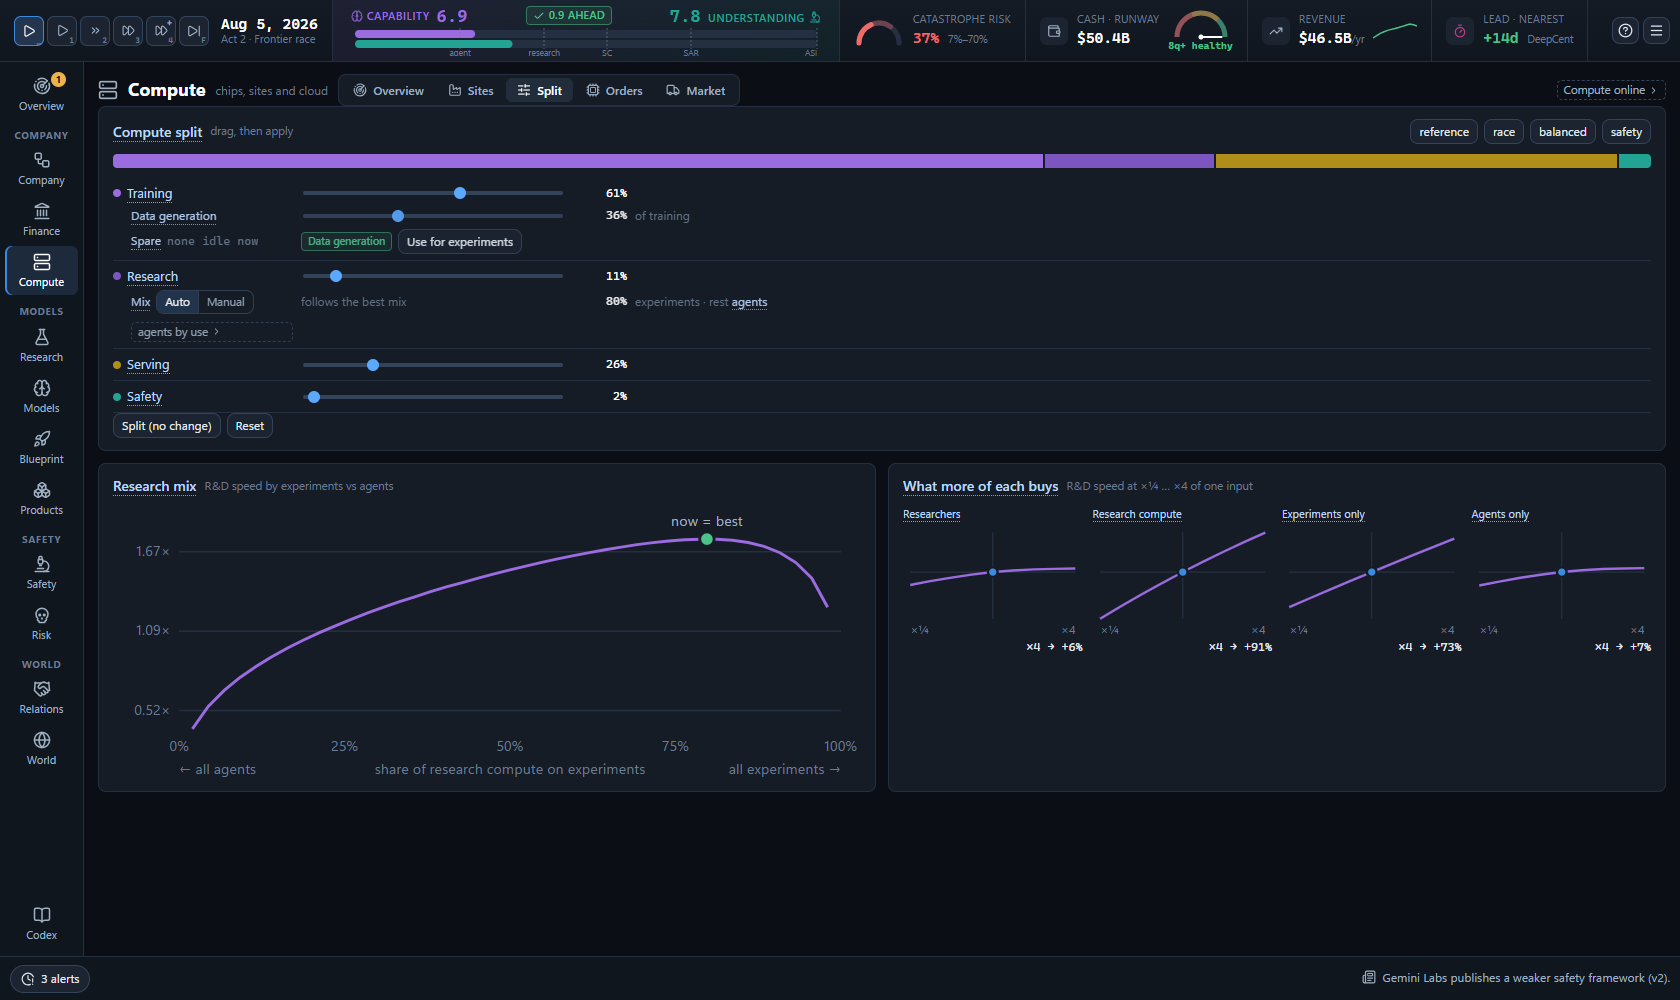 1
2
3
4
F
Aug 5, 2026
Act 2 · Frontier race
CAPABILITY 6.9
0.9 AHEAD
7.8 UNDERSTANDING
agent
research
SC
SAR
ASI
CATASTROPHE RISK
37% 7%–70%
CASH · RUNWAY
$50.4B
8q+ healthy
REVENUE
$46.5B/yr
LEAD · NEAREST
+14d DeepCent
1
Overview
COMPANY
Company
Finance
Compute
MODELS
Research
Models
Blueprint
Products
SAFETY
Safety
Risk
WORLD
Relations
World
Codex
Compute chips, sites and cloud
Overview
Sites
Split
Orders
Market
Compute online ›
Compute split drag, then apply
reference
race
balanced
safety
Training 61%
Data generation 36% of training
Spare none idle now Data generation Use for experiments
Research 11%
Mix Auto Manual follows the best mix 80% experiments · rest agents
agents by use ›
Serving 26%
Safety 2%
Split (no change) Reset
Research mix R&D speed by experiments vs agents
now = best
1.67×
1.09×
0.52×
0% 25% 50% 75% 100%
← all agents share of research compute on experiments all experiments →
What more of each buys R&D speed at ×¼ … ×4 of one input
Researchers
×¼ ×4
×4 → +6%
Research compute
×¼ ×4
×4 → +91%
Experiments only
×¼ ×4
×4 → +73%
Agents only
×¼ ×4
×4 → +7%
3 alerts
Gemini Labs publishes a weaker safety framework (v2).